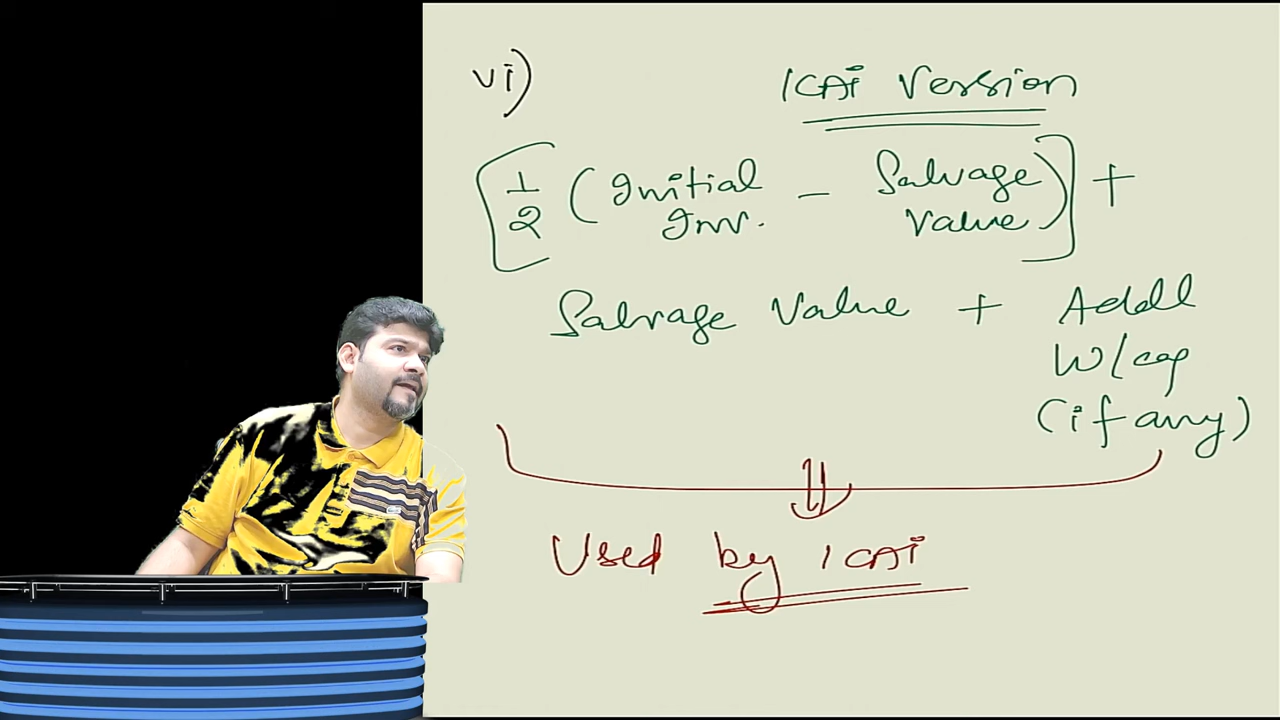 vi)
ICAI Version
[1/2 (Initial Inv. - Salvage Value)] +
Salvage Value + Addl W/cap (if any)
Used by ICAI